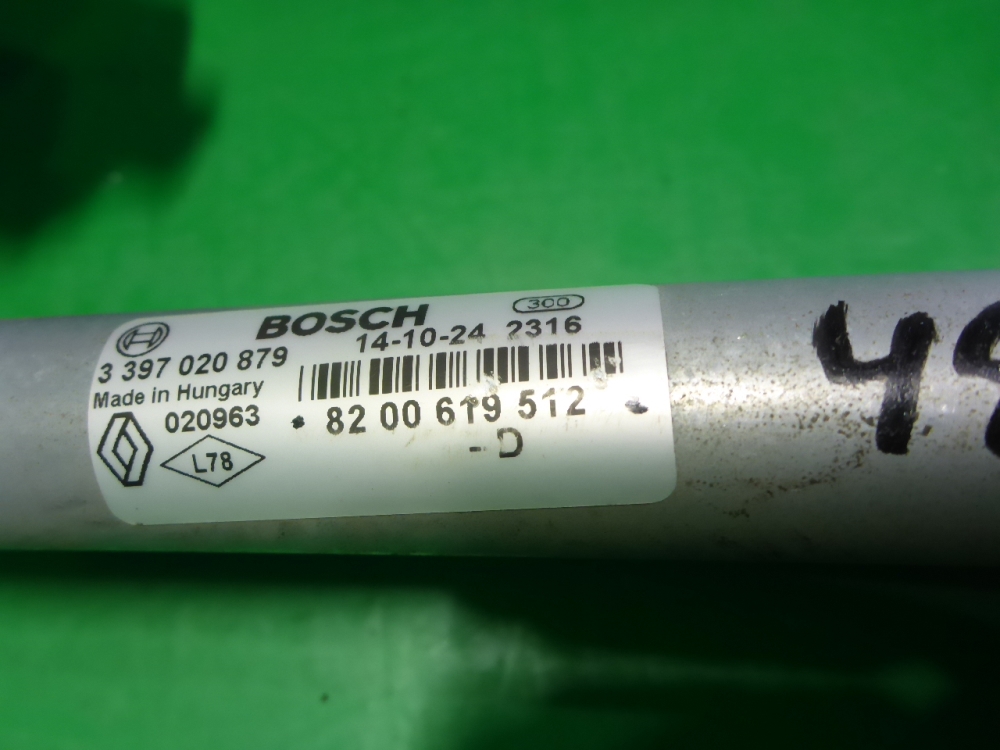 BOSCH 300
14-10-24 2316
3 397 020 879
Made in Hungary
020963
* 82 00 619 512
L78
- D